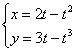 x = 2t − t²
y = 3t − t³